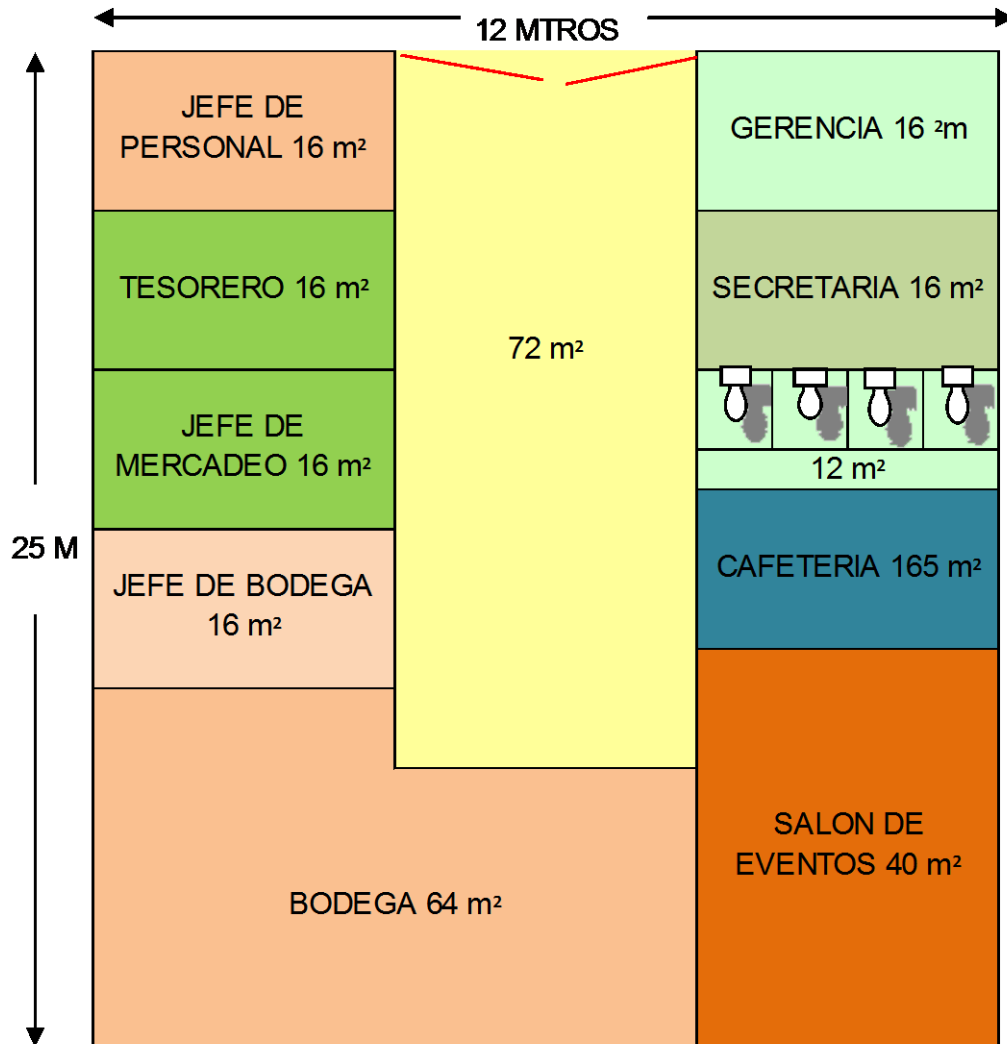 12 MTROS
JEFE DE
PERSONAL 16 m²
GERENCIA 16 ²m
TESORERO 16 m²
SECRETARIA 16 m²
72 m²
JEFE DE
MERCADEO 16 m²
12 m²
25 M
CAFETERIA 165 m²
JEFE DE BODEGA
16 m²
SALON DE
EVENTOS 40 m²
BODEGA 64 m²